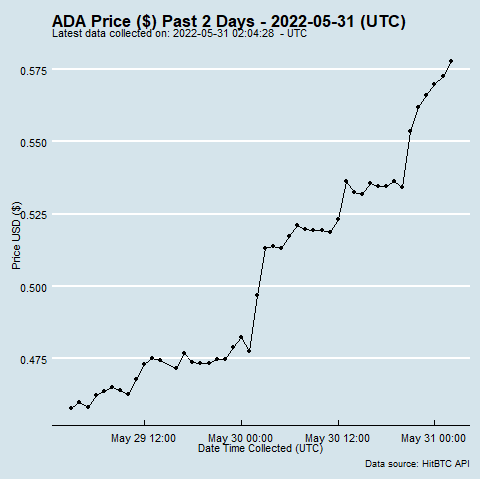 ADA Price ($) Past 2 Days - 2022-05-31 (UTC)
Latest data collected on: 2022-05-31 02:04:28  - UTC
0.575
0.550
0.525
0.500
0.475
Price USD ($)
May 29 12:00
May 30 00:00
May 30 12:00
May 31 00:00
Date Time Collected (UTC)
Data source: HitBTC API